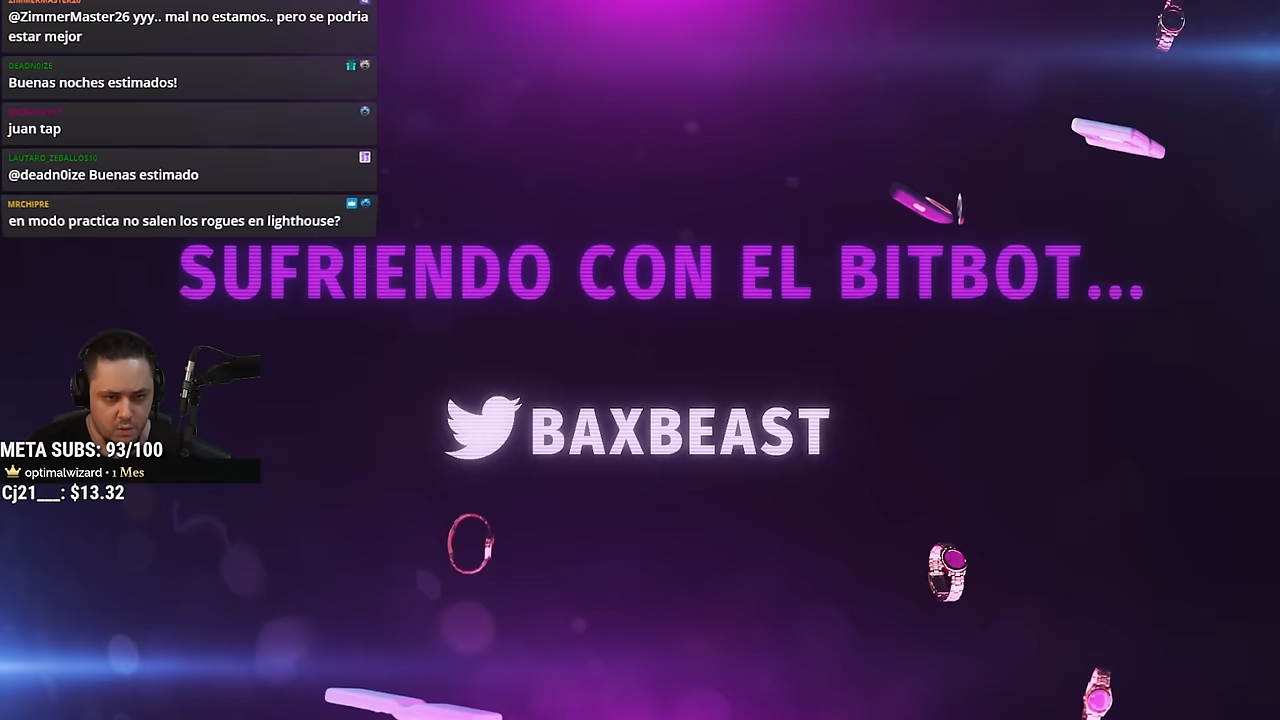 @ZimmerMaster26 yyy.. mal no estamos.. pero se podria
estar mejor
DEADN0IZE
Buenas noches estimados!
juan tap
LAUTARO_ZEBALLOS10
@deadn0ize Buenas estimado
MRCHIPRE
en modo practica no salen los rogues en lighthouse?
SUFRIENDO CON EL BITBOT...
BAXBEAST
META SUBS: 93/100
optimalwizard • 1 Mes
Cj21___: $13.32